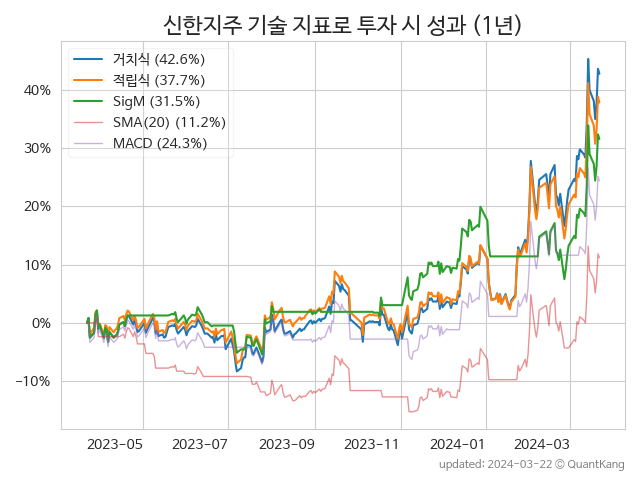 신한지주 기술 지표로 투자 시 성과 (1년)
거치식 (42.6%)
적립식 (37.7%)
SigM (31.5%)
SMA(20) (11.2%)
MACD (24.3%)
40%
30%
20%
10%
0%
−10%
2023-05
2023-07
2023-09
2023-11
2024-01
2024-03
updated: 2024-03-22 © QuantKang